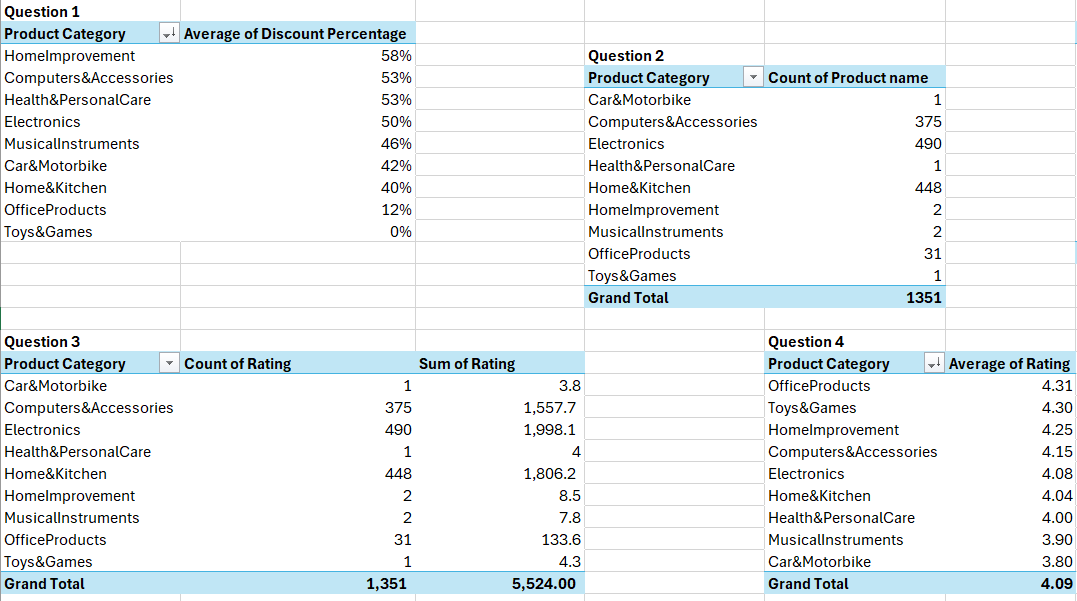 Question 1
Product Category Average of Discount Percentage
HomeImprovement 58%
Computers&Accessories 53%
Health&PersonalCare 53%
Electronics 50%
MusicalInstruments 46%
Car&Motorbike 42%
Home&Kitchen 40%
OfficeProducts 12%
Toys&Games 0%
Question 2
Product Category Count of Product name
Car&Motorbike 1
Computers&Accessories 375
Electronics 490
Health&PersonalCare 1
Home&Kitchen 448
HomeImprovement 2
MusicalInstruments 2
OfficeProducts 31
Toys&Games 1
Grand Total 1351
Question 3
Product Category Count of Rating Sum of Rating
Car&Motorbike 1 3.8
Computers&Accessories 375 1,557.7
Electronics 490 1,998.1
Health&PersonalCare 1 4
Home&Kitchen 448 1,806.2
HomeImprovement 2 8.5
MusicalInstruments 2 7.8
OfficeProducts 31 133.6
Toys&Games 1 4.3
Grand Total 1,351 5,524.00
Question 4
Product Category Average of Rating
OfficeProducts 4.31
Toys&Games 4.30
HomeImprovement 4.25
Computers&Accessories 4.15
Electronics 4.08
Home&Kitchen 4.04
Health&PersonalCare 4.00
MusicalInstruments 3.90
Car&Motorbike 3.80
Grand Total 4.09